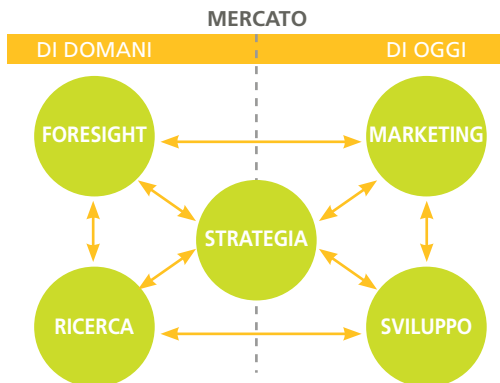 MERCATO
DI DOMANI
DI OGGI
FORESIGHT
MARKETING
STRATEGIA
RICERCA
SVILUPPO